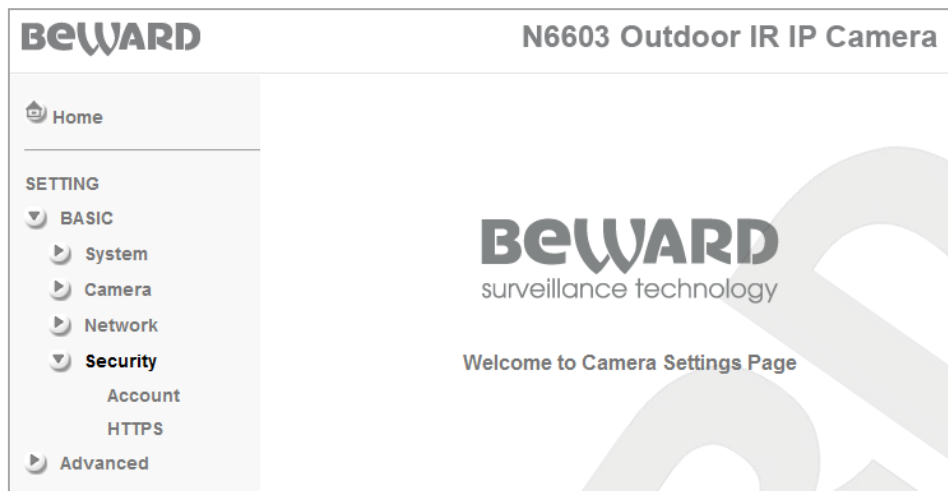 BEWARD
N6603 Outdoor IR IP Camera
Home
SETTING
BASIC
System
Camera
Network
Security
Account
HTTPS
Advanced
BEWARD
surveillance technology
Welcome to Camera Settings Page